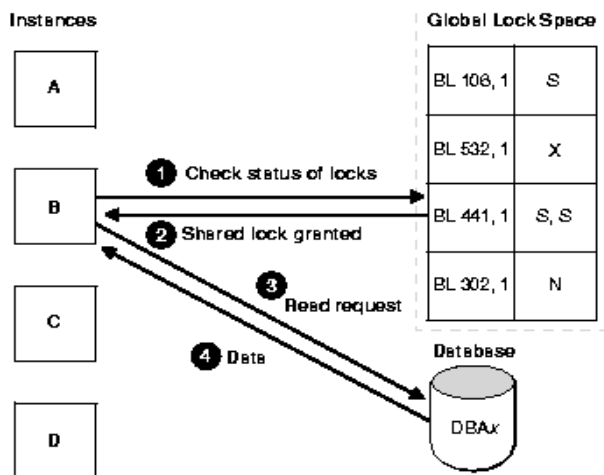 Instances
Global Lock Space
A
BL 106, 1 S
BL 532, 1 X
1 Check status of locks
B
BL 441, 1 S, S
2 Shared lock granted
3 Read request
BL 302, 1 N
C
4 Data
Database
DBAx
D